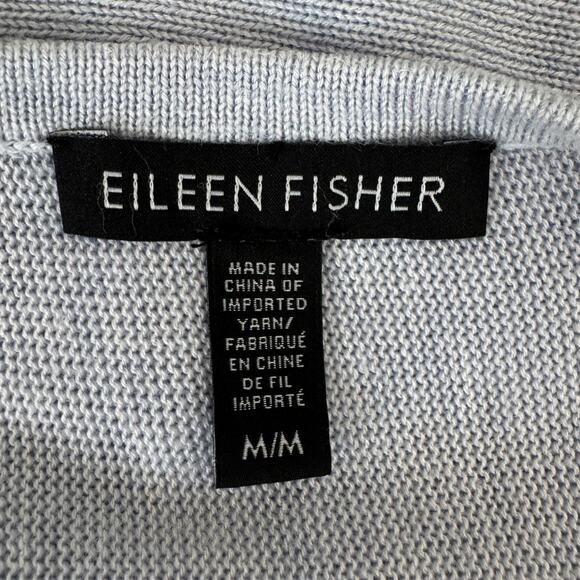 EILEEN FISHER
MADE IN
CHINA OF
IMPORTED
YARN/
FABRIQUÉ
EN CHINE
DE FIL
IMPORTÉ
M/M